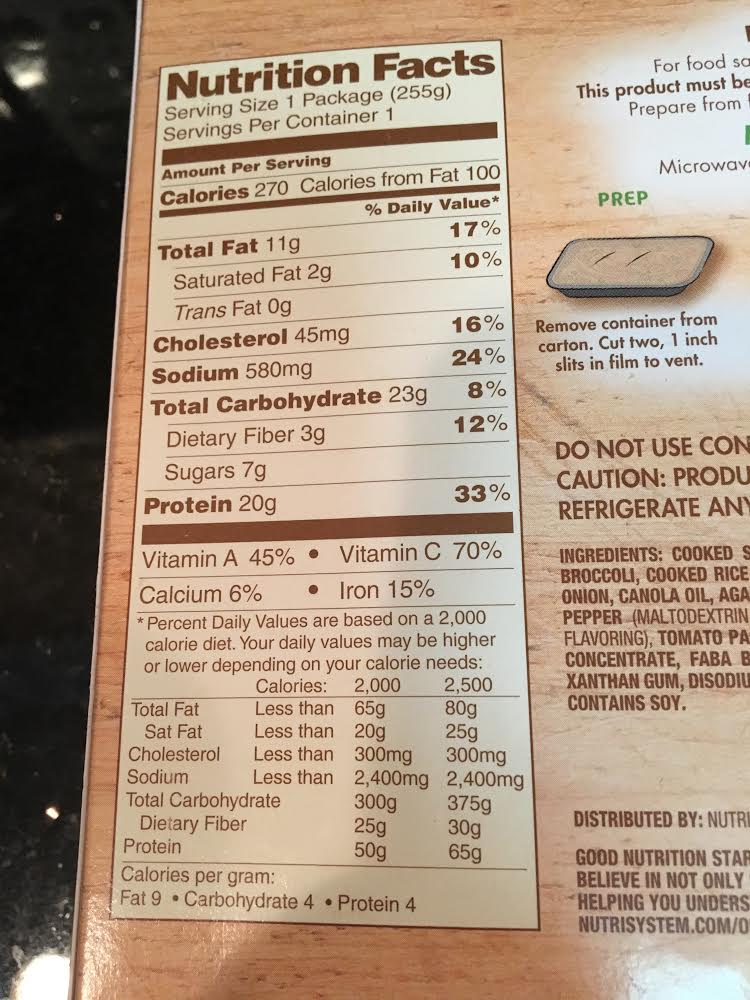 Nutrition Facts
Serving Size 1 Package (255g)
Servings Per Container 1
Amount Per Serving
Calories 270 Calories from Fat 100
% Daily Value*
Total Fat 11g 17%
Saturated Fat 2g 10%
Trans Fat 0g
Cholesterol 45mg 16%
Sodium 580mg 24%
Total Carbohydrate 23g 8%
Dietary Fiber 3g 12%
Sugars 7g
Protein 20g 33%
Vitamin A 45% • Vitamin C 70%
Calcium 6% • Iron 15%
* Percent Daily Values are based on a 2,000
calorie diet. Your daily values may be higher
or lower depending on your calorie needs:
Calories: 2,000 2,500
Total Fat Less than 65g 80g
Sat Fat Less than 20g 25g
Cholesterol Less than 300mg 300mg
Sodium Less than 2,400mg 2,400mg
Total Carbohydrate 300g 375g
Dietary Fiber 25g 30g
Protein 50g 65g
Calories per gram:
Fat 9 • Carbohydrate 4 • Protein 4
For food
This product must be
Prepare from
PREP
Remove container from
carton. Cut two, 1 inch
slits in film to vent.
DO NOT USE
CAUTION:
REFRIGERATE
INGREDIENTS: COOKED
BROCCOLI, COOKED RICE
ONION, CANOLA OIL,
PEPPER (MALTODEXTRIN
FLAVORING), TOMATO
CONCENTRATE, FABA
XANTHAN GUM,
CONTAINS SOY.
DISTRIBUTED BY:
GOOD NUTRITION
BELIEVE IN NOT ONLY
HELPING YOU
NUTRISYSTEM.COM/